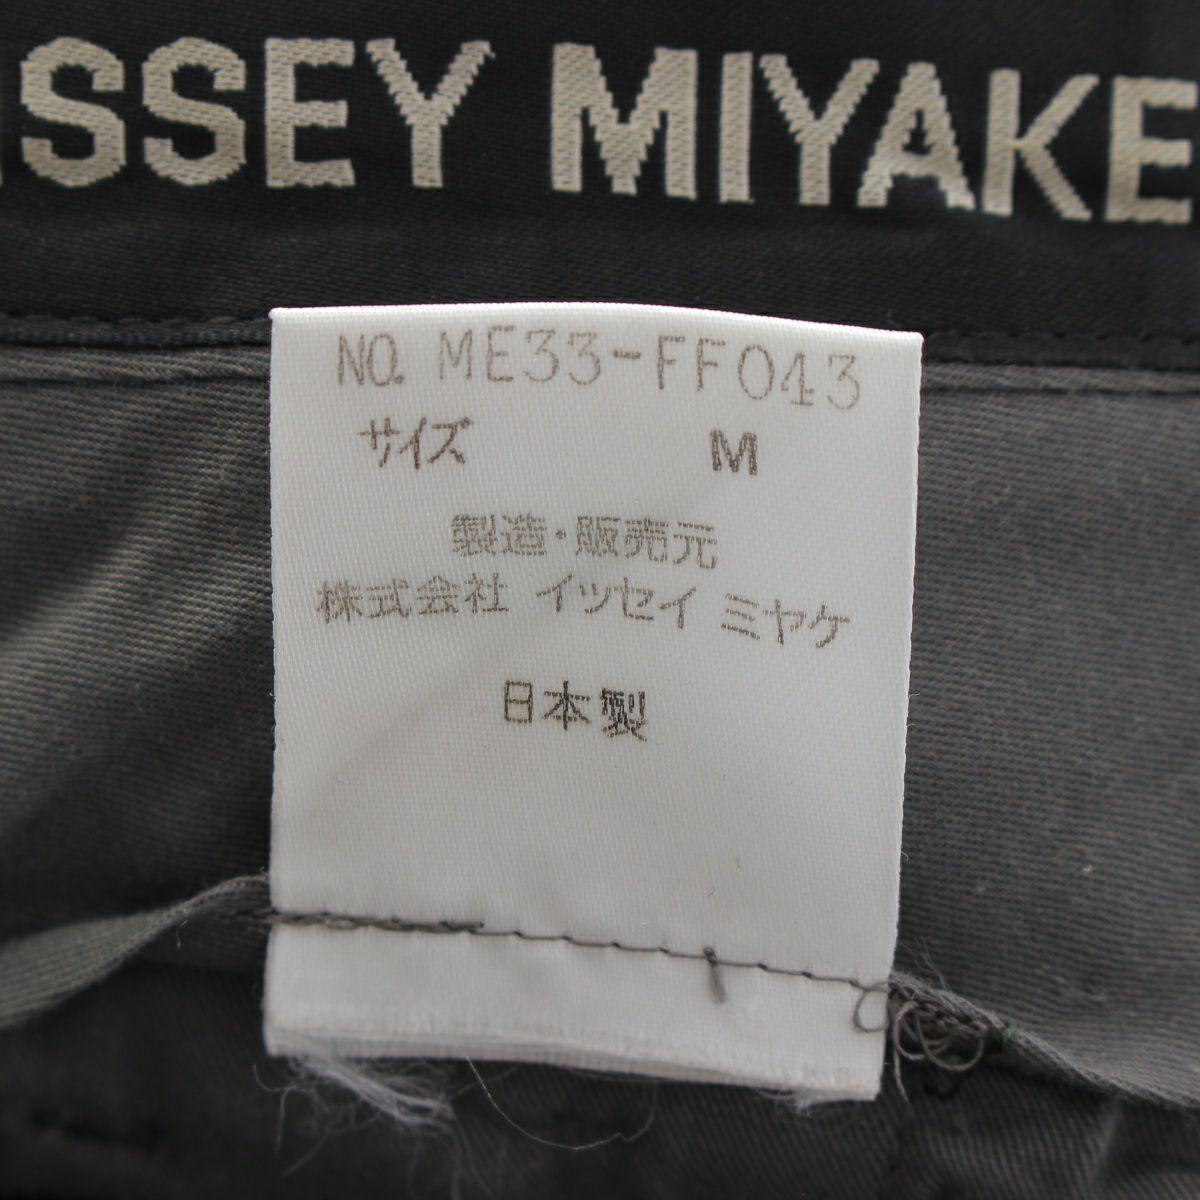 ISSEY MIYAKE
NO. ME33-FF043
サイズ M
製造・販売元
株式会社 イッセイ ミヤケ
日本製